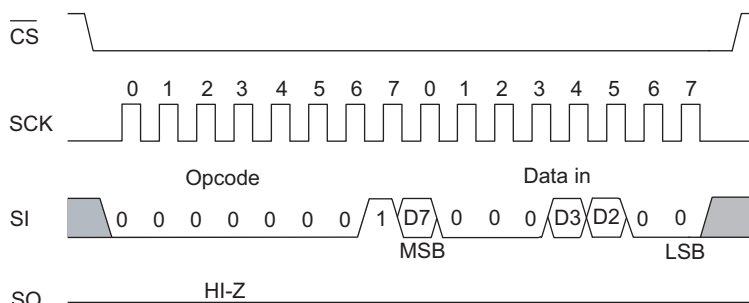 CS
0 1 2 3 4 5 6 7 0 1 2 3 4 5 6 7
SCK
Opcode Data in
SI 0 0 0 0 0 0 0 1 D7 0 0 0 D3 D2 0 0
MSB LSB
HI-Z
SO